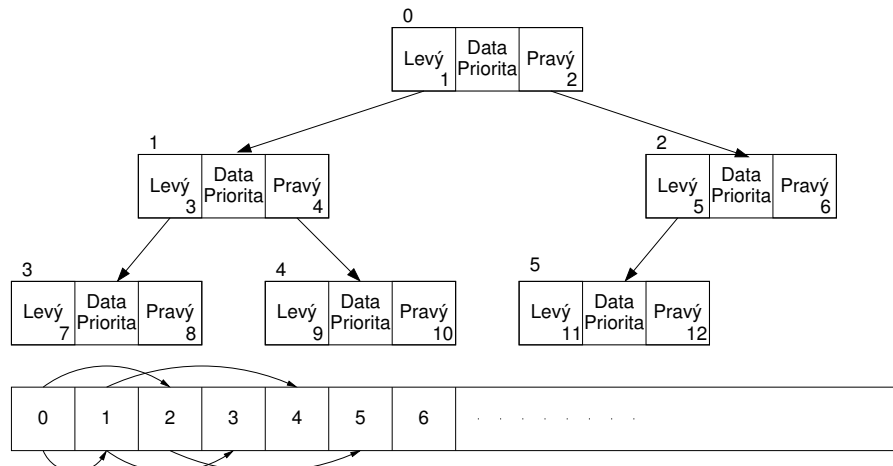 0
Levý
1
Data
Priorita
Pravý
2
1
Levý
3
Data
Priorita
Pravý
4
2
Levý
5
Data
Priorita
Pravý
6
3
Levý
7
Data
Priorita
Pravý
8
4
Levý
9
Data
Priorita
Pravý
10
5
Levý
11
Data
Priorita
Pravý
12
0 1 2 3 4 5 6 . . . . . . . .